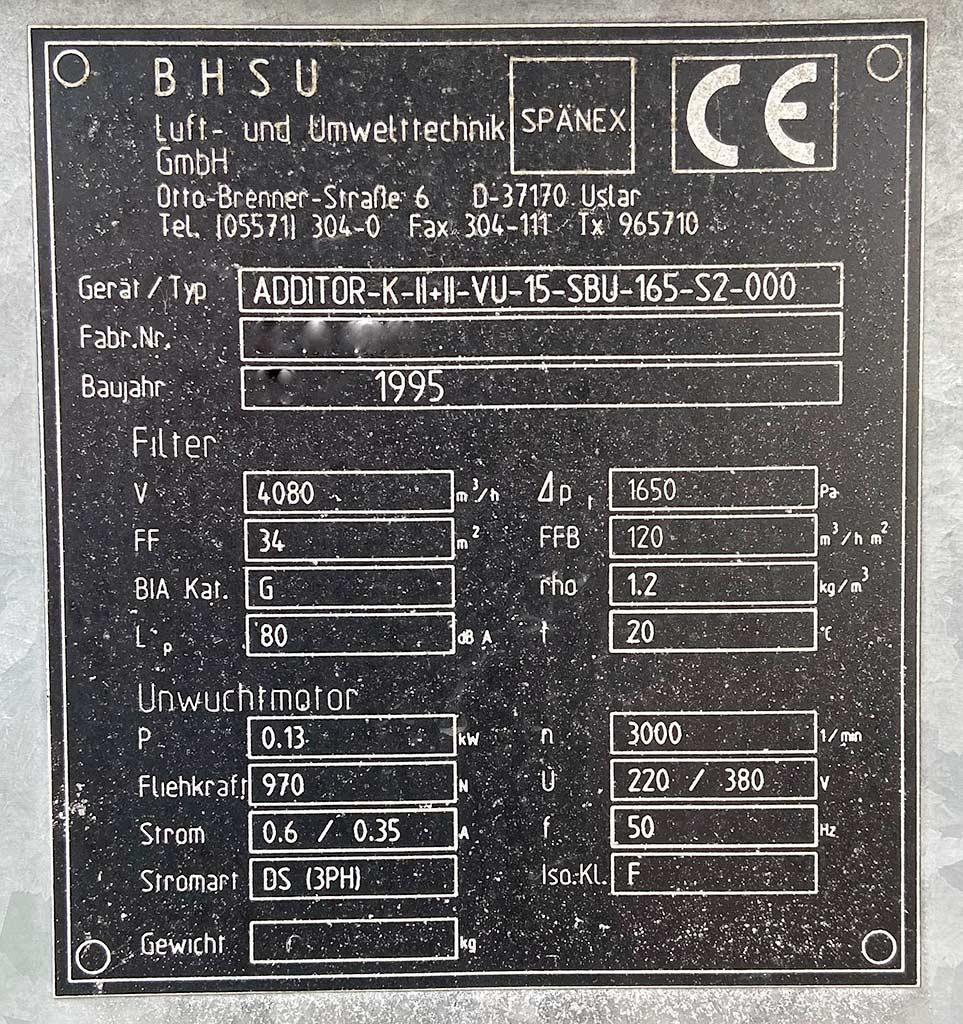 BHSU
Luft- und Umwelttechnik
GmbH
SPÄNEX
CE
Otto-Brenner-Straße 6 D-37170 Uslar
Tel. (05571) 304-0 Fax 304-111 Tx 965710
Gerät / Typ ADDITOR-K-II+II-VU-15-SBU-165-S2-000
Fabr.Nr.
Baujahr 1995
Filter
V 4080 m³/h Δp r 1650 Pa
FF 34 m² FFB 120 m³/h m²
BIA Kat. G rho 1.2 kg/m³
L p 80 dB A t 20 °C
Unwuchtmotor
P 0.13 kW n 3000 1/min
Fliehkraft 970 N U 220 / 380 V
Strom 0.6 / 0.35 A f 50 Hz
Stromart DS (3PH) Iso.-Kl. F
Gewicht kg